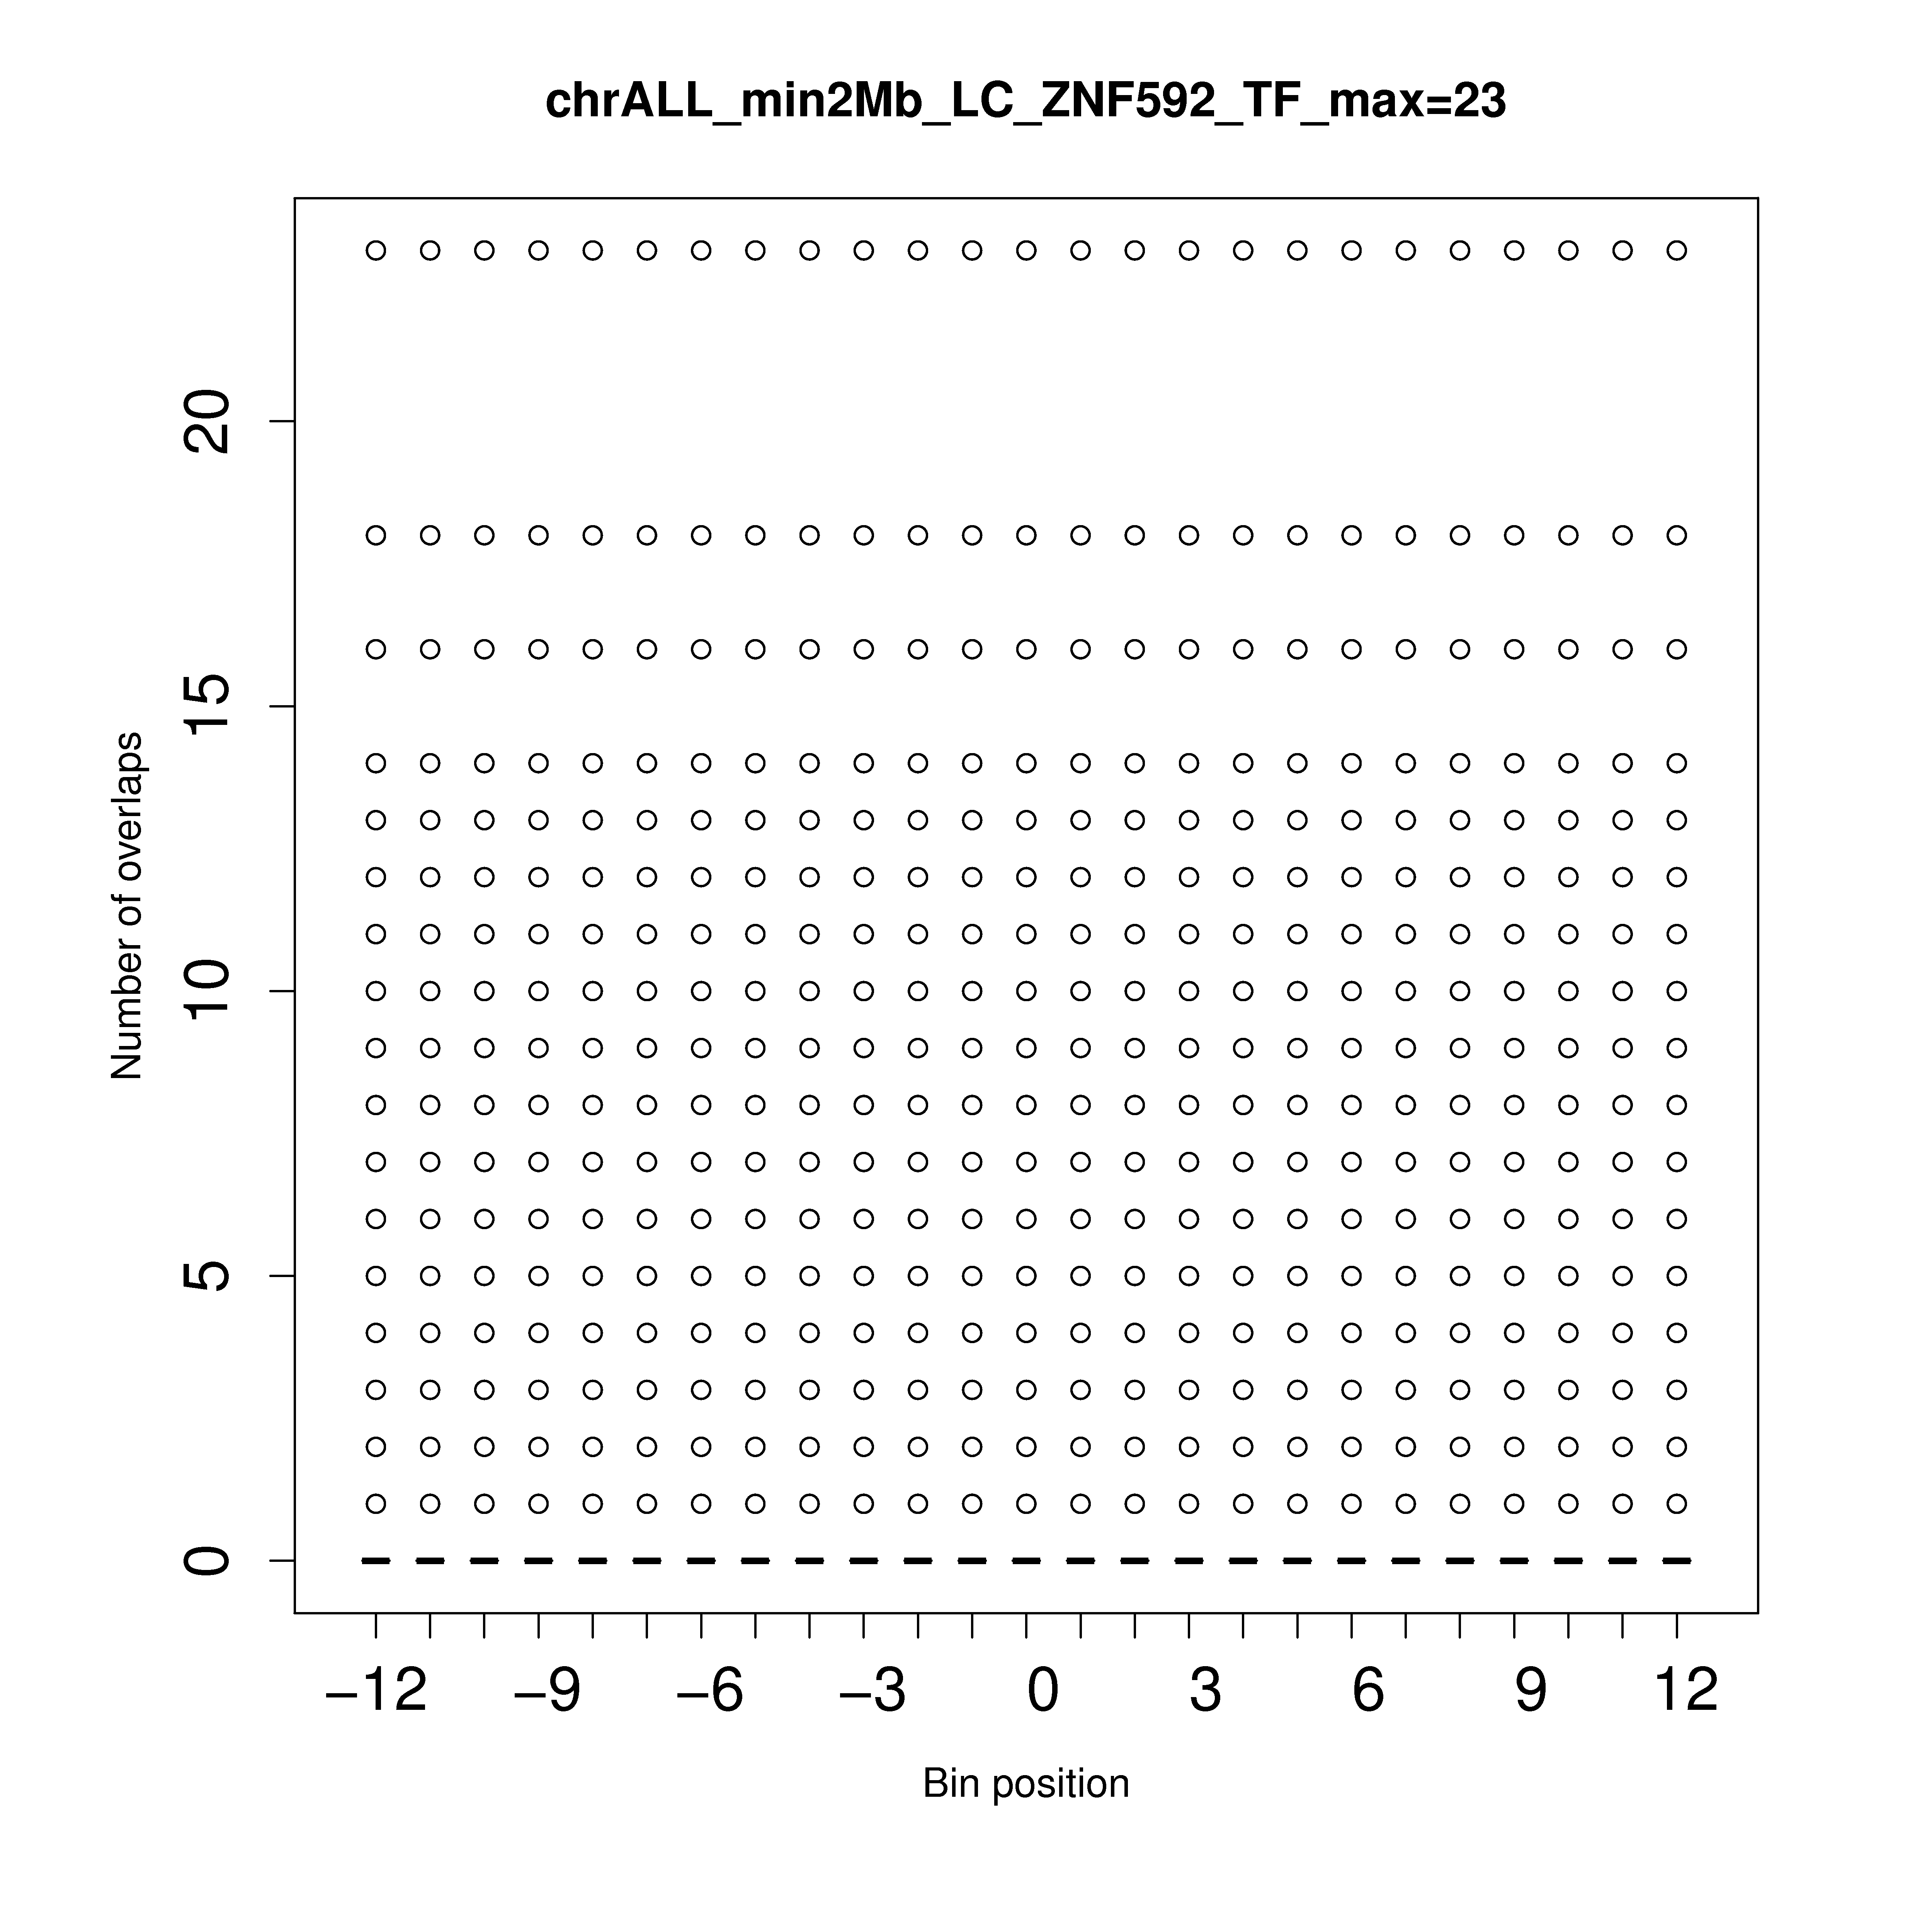 chrALL_min2Mb_LC_ZNF592_TF_max=23
Number of overlaps
20
15
10
5
0
−12 −9 −6 −3 0 3 6 9 12
Bin position